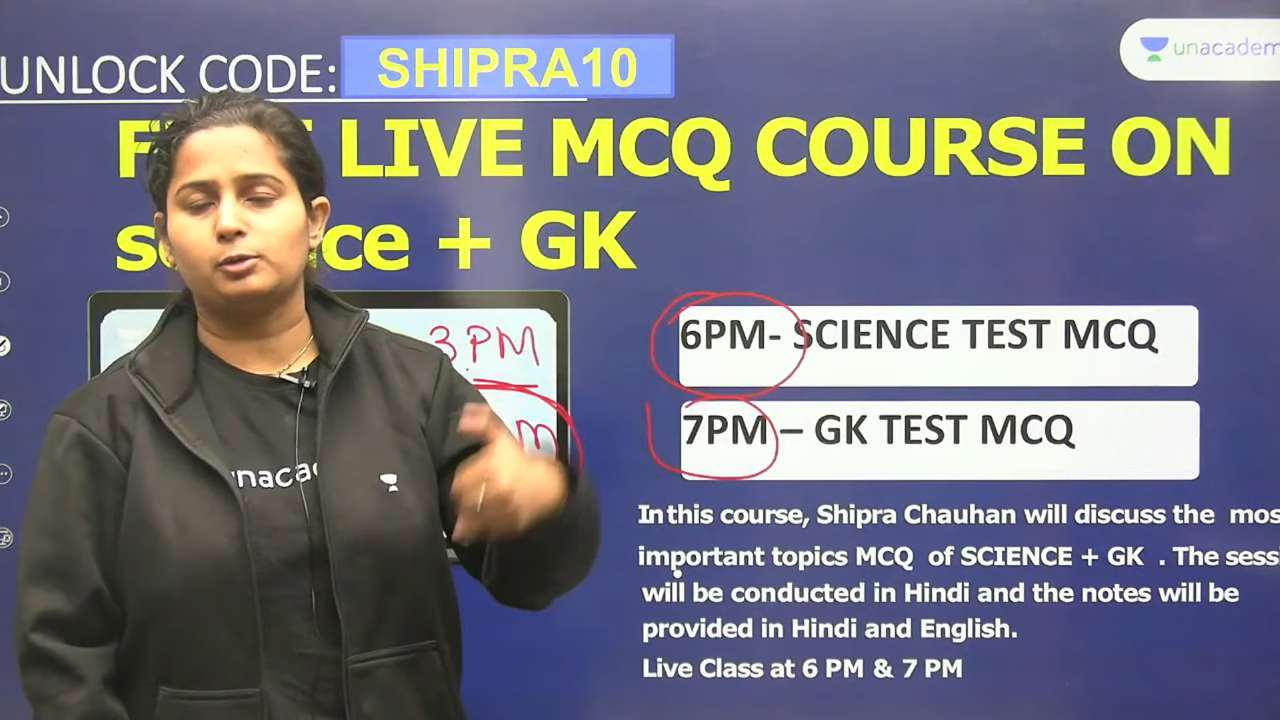 UNLOCK CODE: SHIPRA10
unacadem
LIVE MCQ COURSE ON
ce + GK
3.PM
6PM- SCIENCE TEST MCQ
7PM – GK TEST MCQ
unacad
In this course, Shipra Chauhan will discuss the mos
important topics MCQ of SCIENCE + GK . The sess
will be conducted in Hindi and the notes will be
provided in Hindi and English.
Live Class at 6 PM & 7 PM